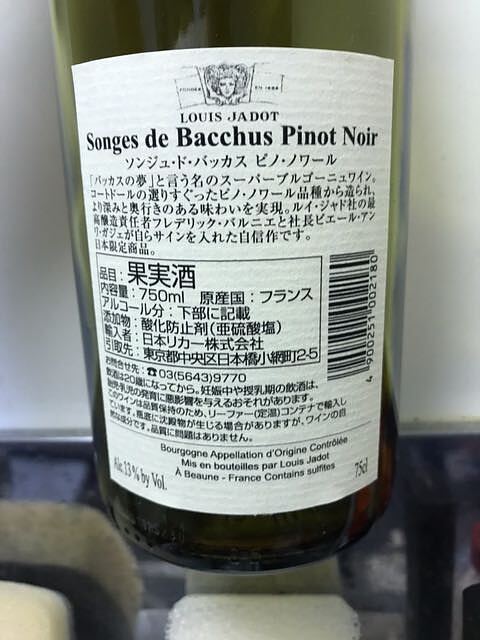 FONDÉE EN 1859
LOUIS JADOT
Songes de Bacchus Pinot Noir
ソンジュ・ド・バッカス ピノ・ノワール
「バッカスの夢」と言う名のスーパーブルゴーニュワイン。
コートドールの選りすぐったピノ・ノワール品種から造られ、
より深みと奥行きのある味わいを実現。ルイ・ジャド社の最
高醸造責任者フレデリック・バルニエと社長ピエール・アン
リ・ガジェが自らサインを入れた自信作です。
日本限定商品。
品目：果実酒
内容量：750ml 原産国：フランス
アルコール分：下部に記載
添加物：酸化防止剤(亜硫酸塩)
輸入者：日本リカー株式会社
引取先：東京都中央区日本橋小網町2-5
お問合せ先：☎03(5643)9770
飲酒は20歳になってから。妊娠中や授乳期の飲酒は、
胎児・乳児の発育に悪影響を与えるおそれがあります。
このワインは品質保持のため、リーファー(定温)コンテナで輸入し
ています。瓶底に沈殿物が生じる場合がありますが、ワインの自
然な成分です。品質に問題はありません。
4 900251 002180
Bourgogne Appellation d'Origine Contrôlée
Mis en bouteilles par Louis Jadot
À Beaune - France Contains sulfites
Alc.13 % by Vol.
75cl